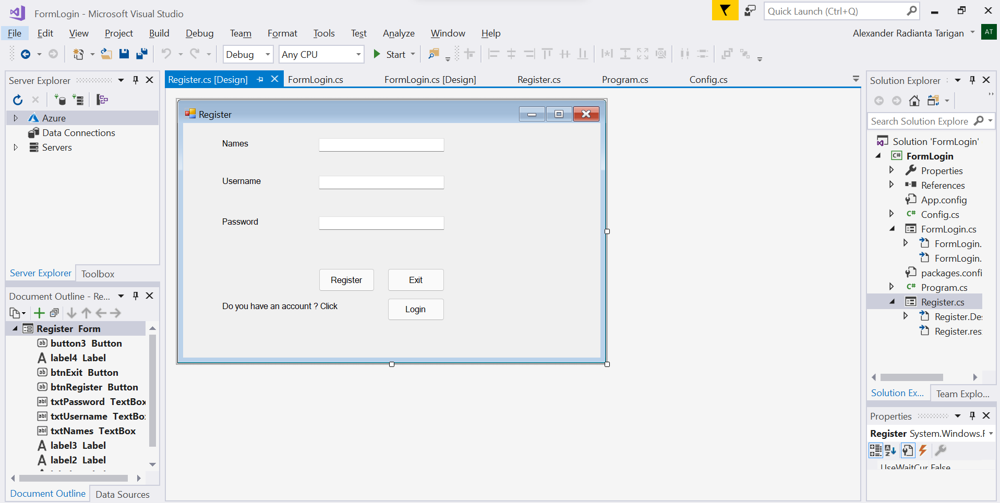 FormLogin - Microsoft Visual Studio
Quick Launch (Ctrl+Q)
File Edit View Project Build Debug Team Format Tools Test Analyze Window Help
Alexander Radianta Tarigan AT
Debug Any CPU Start
Server Explorer
Azure
Data Connections
Servers
Server Explorer Toolbox
Document Outline - Re...
Register Form
button3 Button
label4 Label
btnExit Button
btnRegister Button
txtPassword TextBox
txtUsername TextBo
txtNames TextBox
label3 Label
label2 Label
Document Outline Data Sources
Register.cs [Design] FormLogin.cs FormLogin.cs [Design] Register.cs Program.cs Config.cs
Register
Names
Username
Password
Register Exit
Do you have an account ? Click Login
Solution Explorer
Search Solution Explore
Solution 'FormLogin'
C# FormLogin
Properties
References
App.config
C# Config.cs
FormLogin.cs
FormLogin.
FormLogin.
packages.confi
C# Program.cs
Register.cs
Register.De
Register.res
Solution Ex... Team Explo...
Properties
Register System.Windows.F
UseWaitCur False